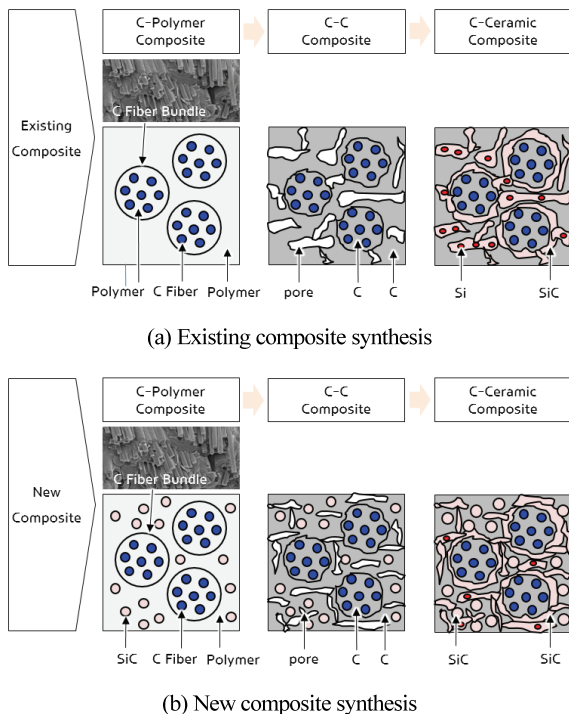 C-Polymer
Composite
C-C
Composite
C-Ceramic
Composite
Existing
Composite
C Fiber Bundle
Polymer C Fiber Polymer
pore C C
Si SiC
(a) Existing composite synthesis
C-Polymer
Composite
C-C
Composite
C-Ceramic
Composite
New
Composite
C Fiber Bundle
SiC C Fiber Polymer
pore C C
SiC SiC
(b) New composite synthesis